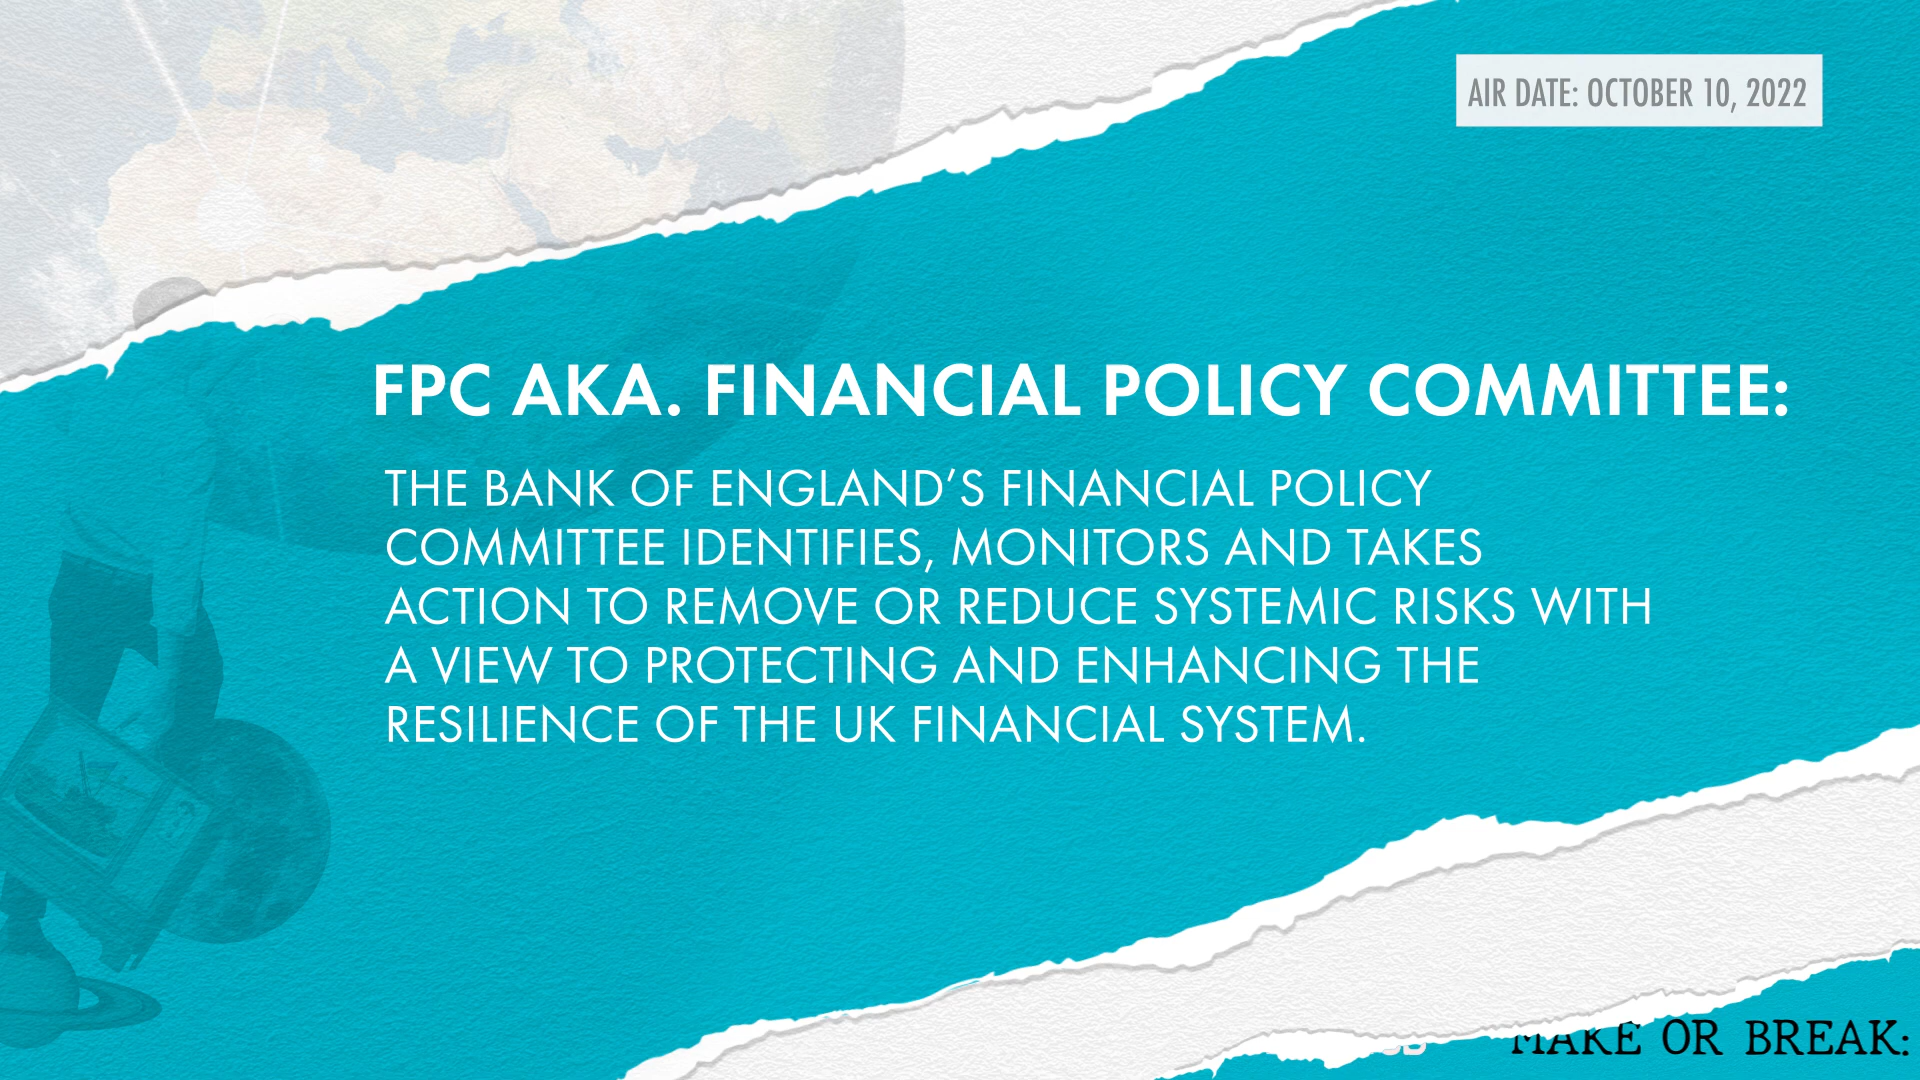 AIR DATE: OCTOBER 10, 2022
FPC AKA. FINANCIAL POLICY COMMITTEE:
THE BANK OF ENGLAND’S FINANCIAL POLICY
COMMITTEE IDENTIFIES, MONITORS AND TAKES
ACTION TO REMOVE OR REDUCE SYSTEMIC RISKS WITH
A VIEW TO PROTECTING AND ENHANCING THE
RESILIENCE OF THE UK FINANCIAL SYSTEM.
MAKE OR BREAK: